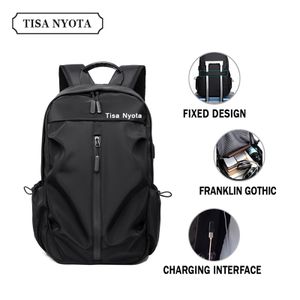 TISA NYOTA
Tisa Nyota
FIXED DESIGN
FRANKLIN GOTHIC
CHARGING INTERFACE